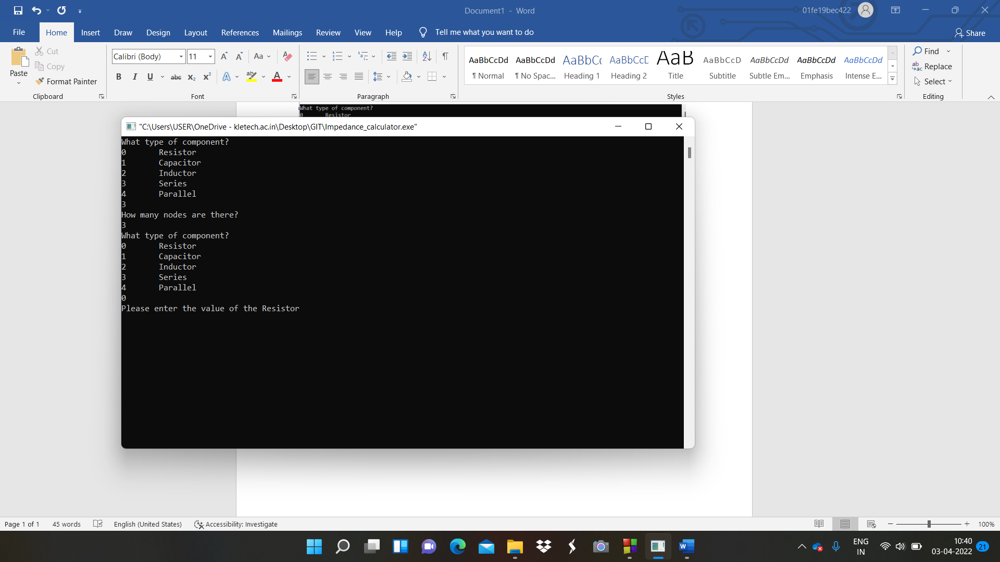 Document1 - Word
01fe19bec422
File Home Insert Draw Design Layout References Mailings Review View Help Tell me what you want to do
Share
Paste
Cut
Copy
Format Painter
Clipboard
Calibri (Body) 11
Aa
B I U abc x₂ x² A ab A
Font
Paragraph
AaBbCcDd AaBbCcDd AaBbCc AaBbCcD AaB AaBbCcD AaBbCcDd AaBbCcDd AaBbCcDd
¶ Normal ¶ No Spac... Heading 1 Heading 2 Title Subtitle Subtle Em... Emphasis Intense E...
Styles
Find
Replace
Select
Editing
What type of component?
0 Resistor
"C:\Users\USER\OneDrive - kletech.ac.in\Desktop\GIT\Impedance_calculator.exe"
What type of component?
0 Resistor
1 Capacitor
2 Inductor
3 Series
4 Parallel
3
How many nodes are there?
3
What type of component?
0 Resistor
1 Capacitor
2 Inductor
3 Series
4 Parallel
0
Please enter the value of the Resistor
Page 1 of 1 45 words English (United States) Accessibility: Investigate
100%
ENG
IN
10:40
03-04-2022
21